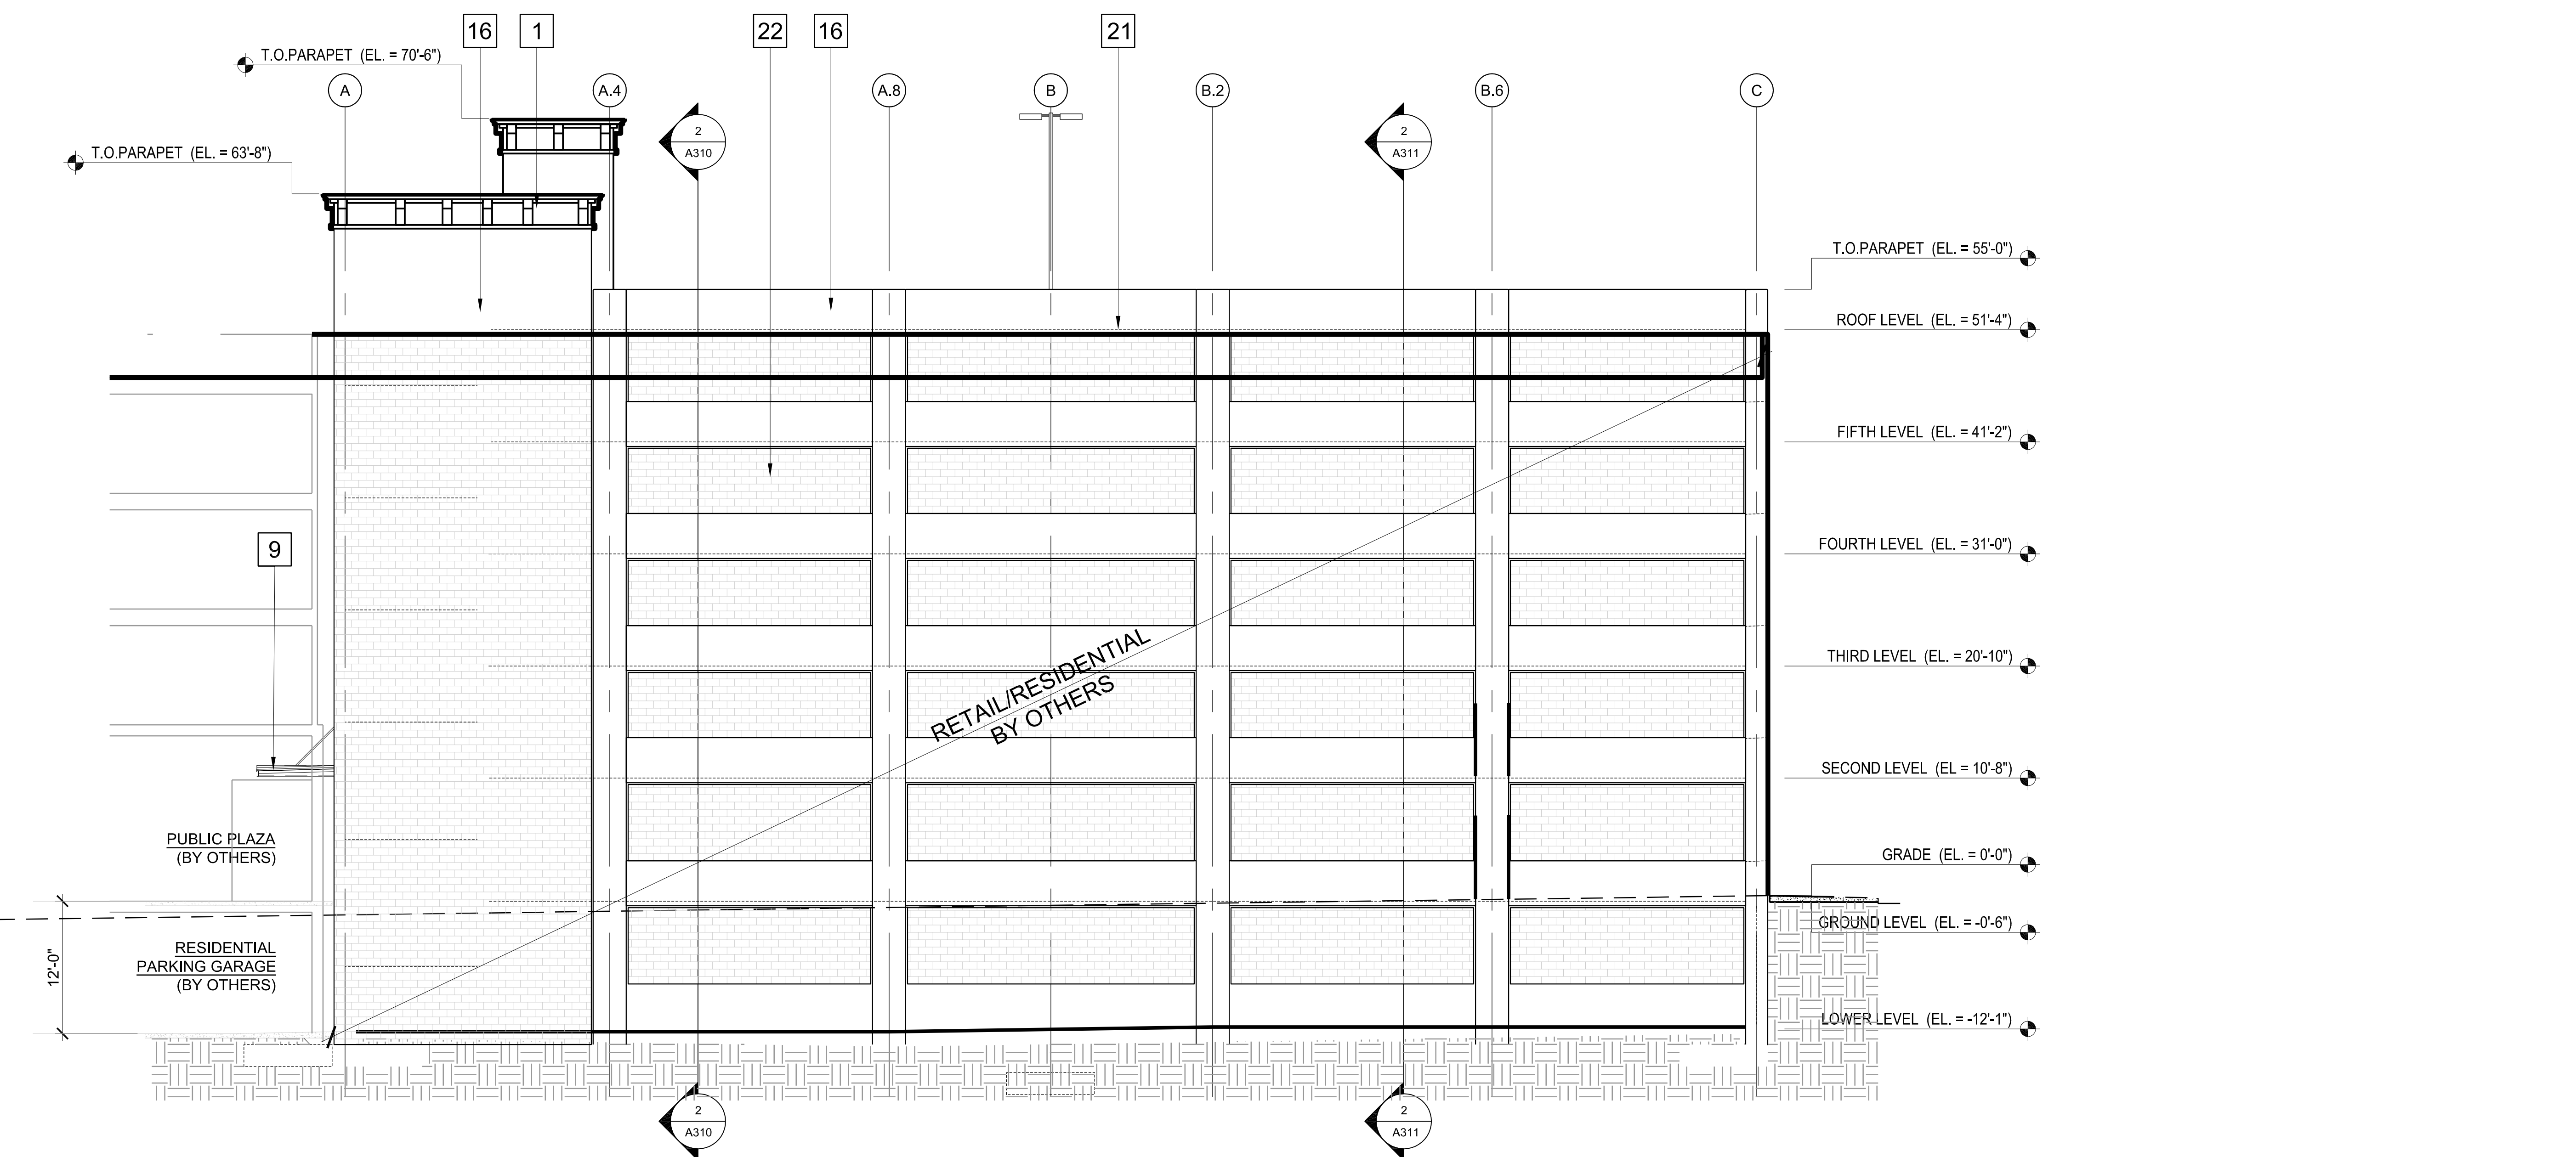 16
1
22
16
21
T.O.PARAPET (EL. = 70'-6")
A
A.4
A.8
B
B.2
B.6
C
2
A310
2
A311
T.O.PARAPET (EL. = 63'-8")
T.O.PARAPET (EL. = 55'-0")
ROOF LEVEL (EL. = 51'-4")
FIFTH LEVEL (EL. = 41'-2")
FOURTH LEVEL (EL. = 31'-0")
9
THIRD LEVEL (EL. = 20'-10")
RETAIL/RESIDENTIAL
BY OTHERS
SECOND LEVEL (EL = 10'-8")
PUBLIC PLAZA
(BY OTHERS)
GRADE (EL. = 0'-0")
GROUND LEVEL (EL. = -0'-6")
RESIDENTIAL
PARKING GARAGE
(BY OTHERS)
12'-0"
LOWER LEVEL (EL. = -12'-1")
2
A310
2
A311